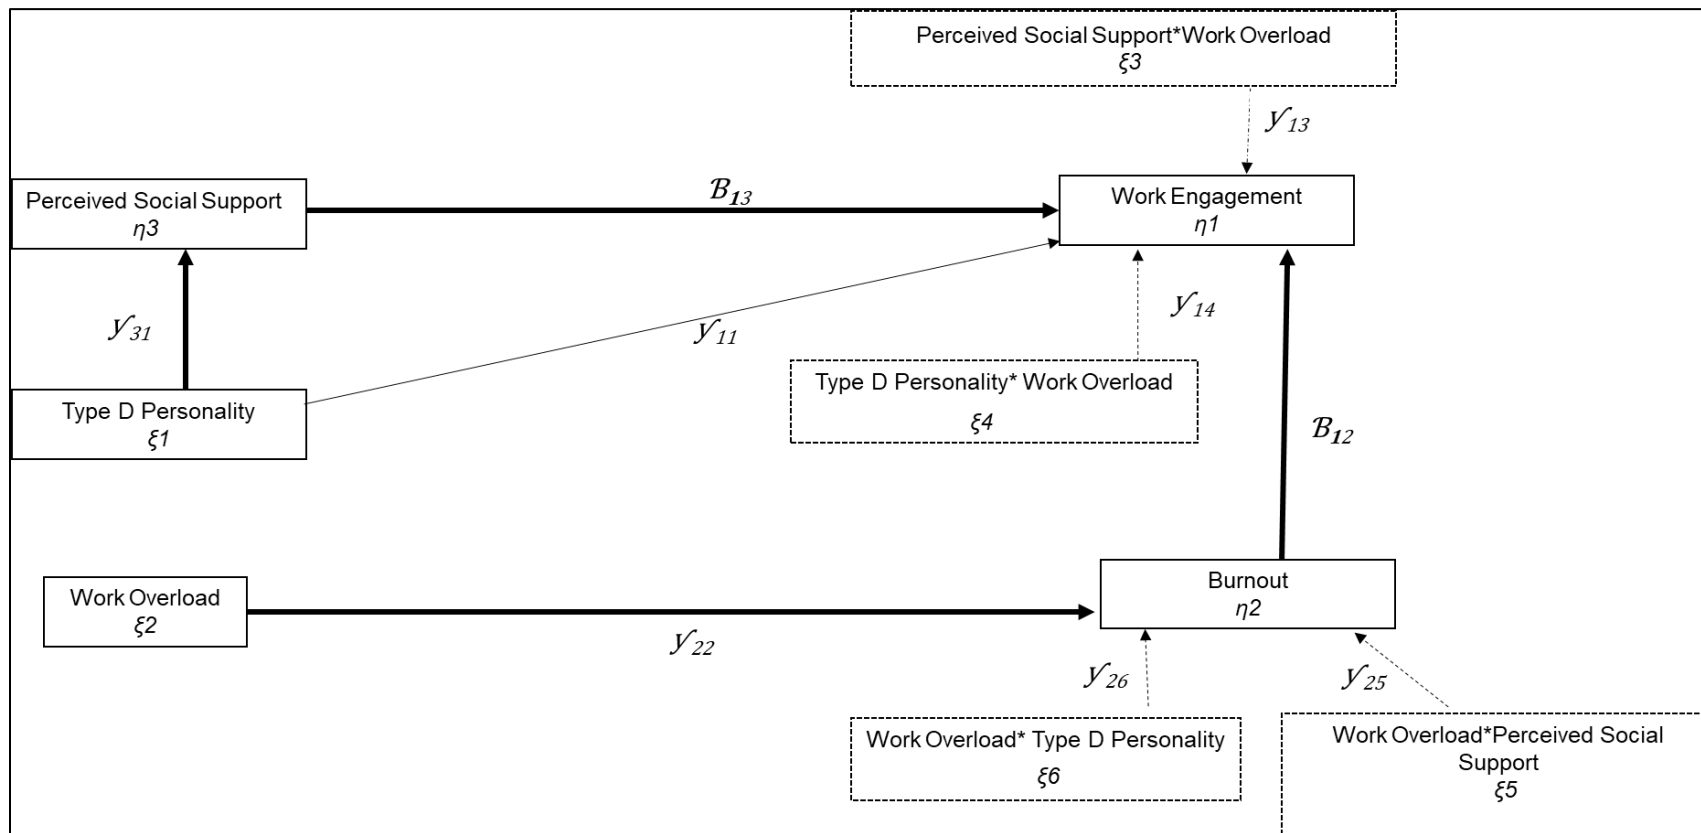 Perceived Social Support*Work Overload
ξ3
γ13
Perceived Social Support
η3
B13
Work Engagement
η1
γ31
γ11
γ14
Type D Personality* Work Overload
ξ4
Type D Personality
ξ1
B12
Work Overload
ξ2
γ22
Burnout
η2
γ26
γ25
Work Overload* Type D Personality
ξ6
Work Overload*Perceived Social
Support
ξ5